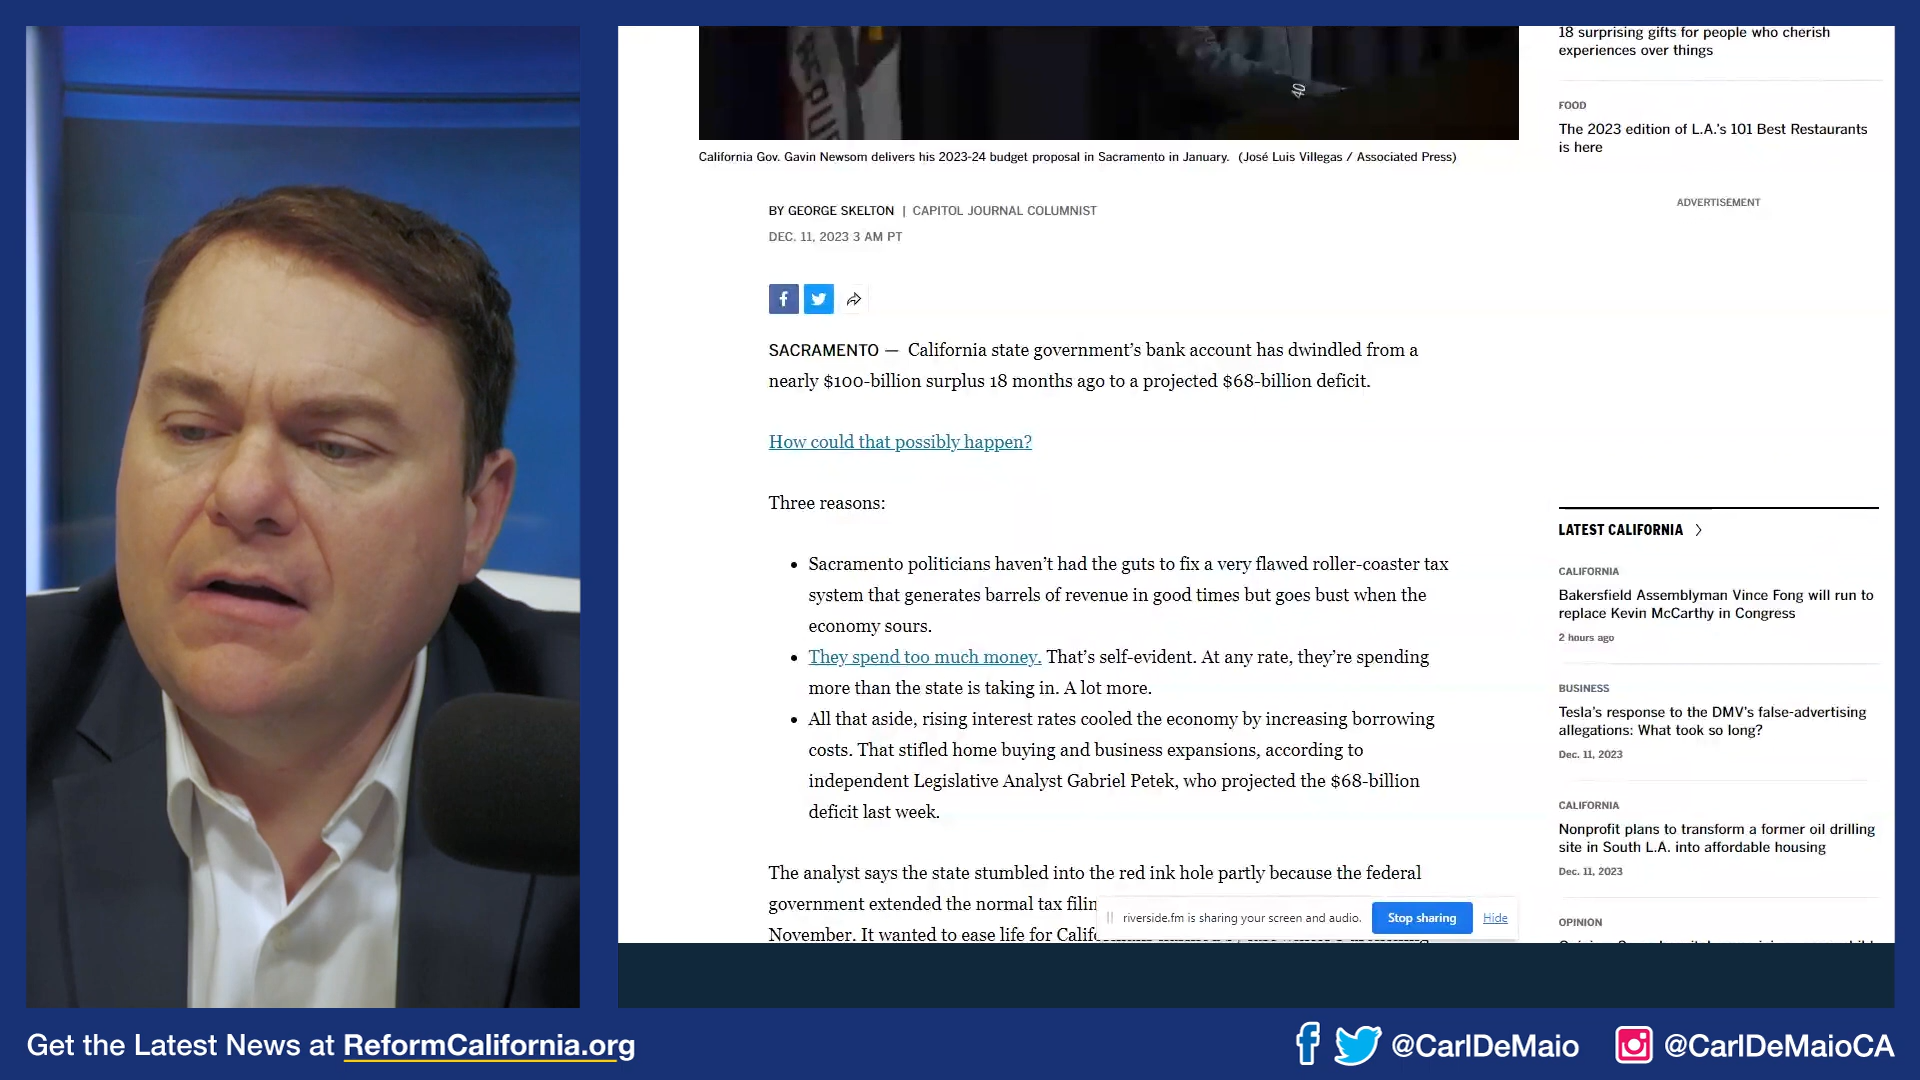 REPUB
40
California Gov. Gavin Newsom delivers his 2023-24 budget proposal in Sacramento in January. (José Luis Villegas / Associated Press)
BY GEORGE SKELTON | CAPITOL JOURNAL COLUMNIST
DEC. 11, 2023 3 AM PT
SACRAMENTO — California state government’s bank account has dwindled from a
nearly $100-billion surplus 18 months ago to a projected $68-billion deficit.
How could that possibly happen?
Three reasons:
• Sacramento politicians haven’t had the guts to fix a very flawed roller-coaster tax
system that generates barrels of revenue in good times but goes bust when the
economy sours.
• They spend too much money. That’s self-evident. At any rate, they’re spending
more than the state is taking in. A lot more.
• All that aside, rising interest rates cooled the economy by increasing borrowing
costs. That stifled home buying and business expansions, according to
independent Legislative Analyst Gabriel Petek, who projected the $68-billion
deficit last week.
The analyst says the state stumbled into the red ink hole partly because the federal
government extended the normal tax filin
November. It wanted to ease life for Califo
riverside.fm is sharing your screen and audio.
Stop sharing
Hide
18 surprising gifts for people who cherish
experiences over things
FOOD
The 2023 edition of L.A.’s 101 Best Restaurants
is here
ADVERTISEMENT
LATEST CALIFORNIA >
CALIFORNIA
Bakersfield Assemblyman Vince Fong will run to
replace Kevin McCarthy in Congress
2 hours ago
BUSINESS
Tesla’s response to the DMV’s false-advertising
allegations: What took so long?
Dec. 11, 2023
CALIFORNIA
Nonprofit plans to transform a former oil drilling
site in South L.A. into affordable housing
Dec. 11, 2023
OPINION
Get the Latest News at ReformCalifornia.org
@CarlDeMaio
@CarlDeMaioCA